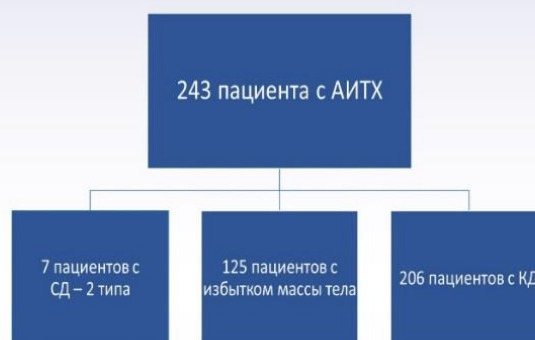 243 пациента с АИТХ
7 пациентов с
СД – 2 типа
125 пациентов с
избытком массы тела
206 пациентов с КД